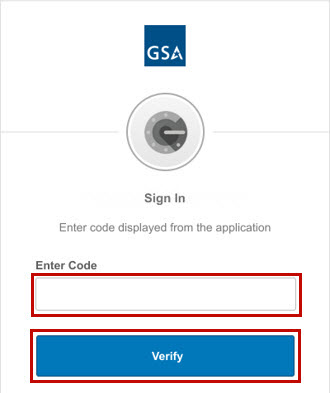 GSA
Sign In
Enter code displayed from the application
Enter Code
Verify